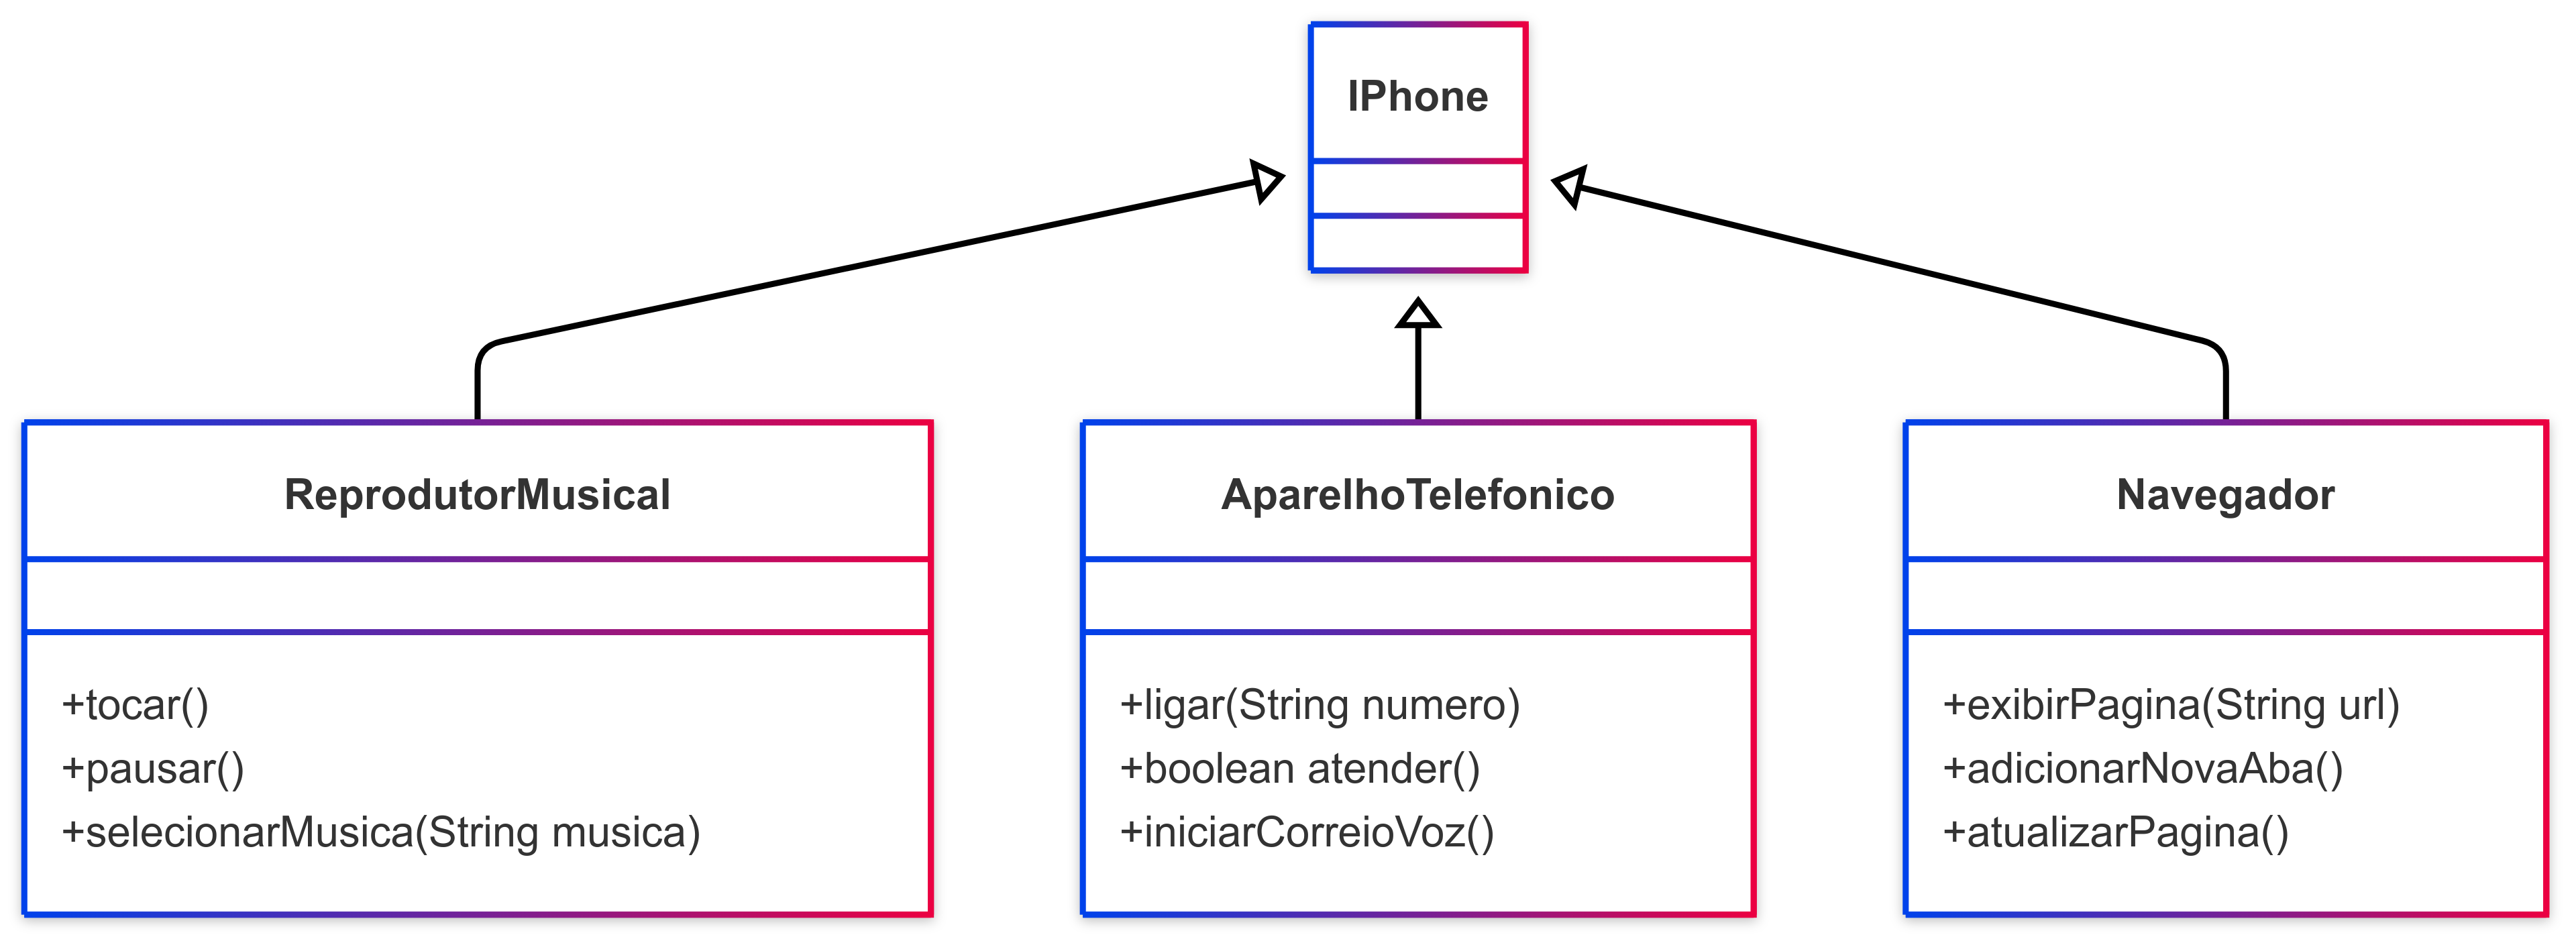 IPhone
ReprodutorMusical
+tocar()
+pausar()
+selecionarMusica(String musica)
AparelhoTelefonico
+ligar(String numero)
+boolean atender()
+iniciarCorreioVoz()
Navegador
+exibirPagina(String url)
+adicionarNovaAba()
+atualizarPagina()